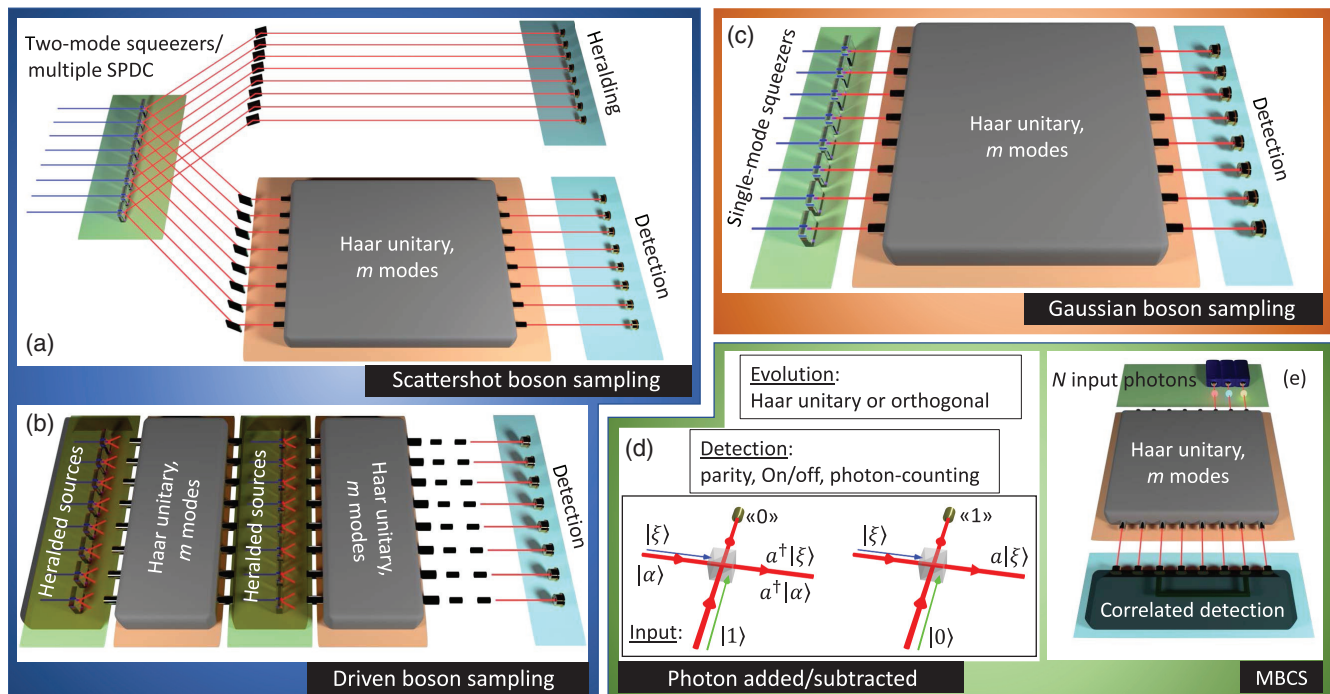 (a)
Two-mode squeezers/
multiple SPDC
Heralding
Haar unitary,
m modes
Detection
Scattershot boson sampling
(b)
Heralded sources
Haar unitary,
m modes
Heralded sources
Haar unitary,
m modes
Detection
Driven boson sampling
(c)
Single-mode squeezers
Haar unitary,
m modes
Detection
Gaussian boson sampling
Evolution:
Haar unitary or orthogonal
(d)
Detection:
parity, On/off, photon-counting
«0»
|ξ⟩
|α⟩
a†|ξ⟩
a†|α⟩
Input:
|1⟩
«1»
|ξ⟩
a|ξ⟩
|0⟩
Photon added/subtracted
(e)
N input photons
Haar unitary,
m modes
Correlated detection
MBCS